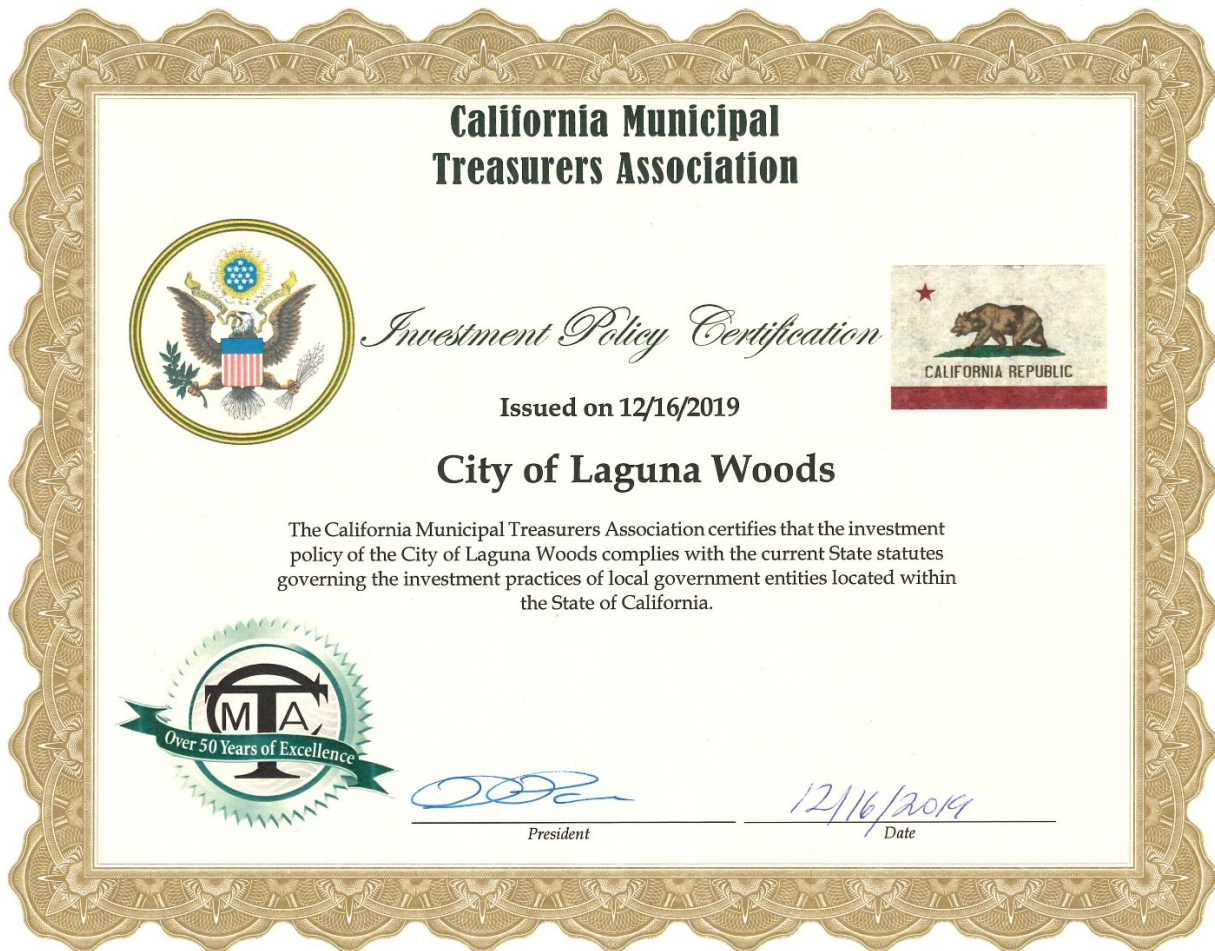 California Municipal
Treasurers Association
Investment Policy Certification
CALIFORNIA REPUBLIC
Issued on 12/16/2019
City of Laguna Woods
The California Municipal Treasurers Association certifies that the investment
policy of the City of Laguna Woods complies with the current State statutes
governing the investment practices of local government entities located within
the State of California.
CMTA
Over 50 Years of Excellence
12/16/2019
President
Date